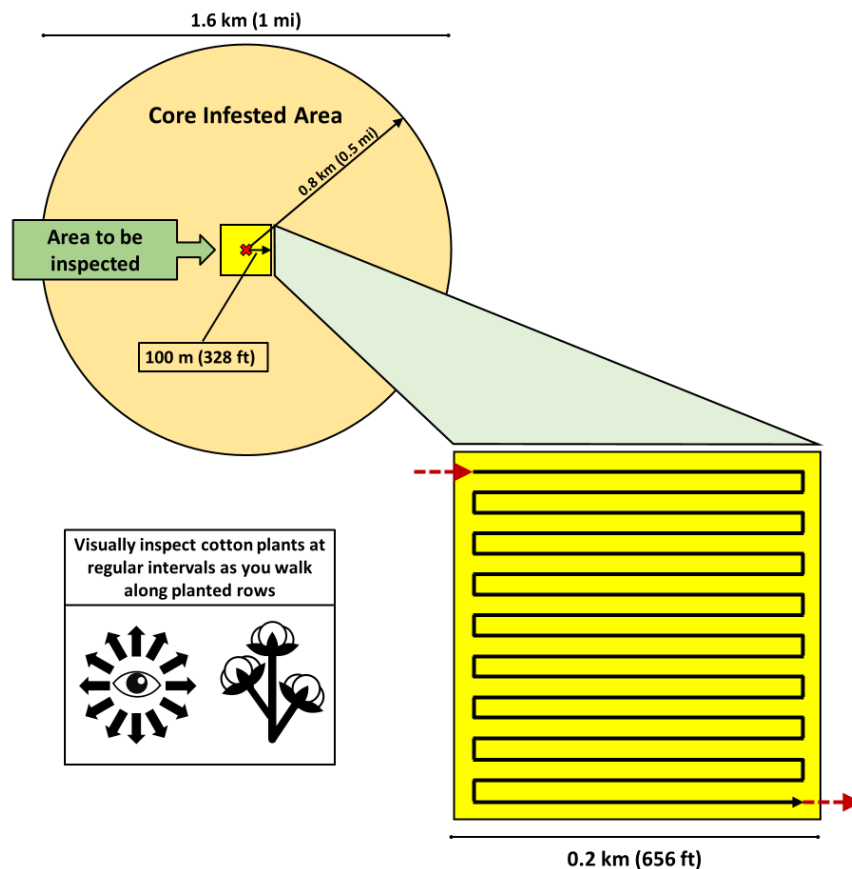 1.6 km (1 mi)
Core Infested Area
0.8 km (0.5 mi)
Area to be
inspected
100 m (328 ft)
Visually inspect cotton plants at
regular intervals as you walk
along planted rows
0.2 km (656 ft)